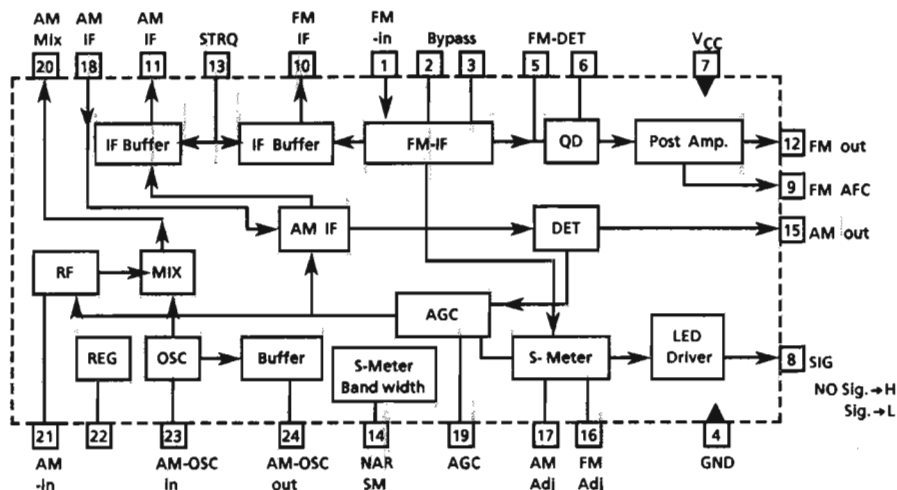 AM AM AM FM FM
Mix IF IF STRQ IF -in Bypass FM-DET VCC
20 18 11 13 10 1 2 3 5 6 7
IF Buffer IF Buffer FM-IF QD Post Amp. 12 FM out
9 FM AFC
AM IF DET 15 AM out
RF MIX
AGC
REG OSC Buffer S-Meter Band width S-Meter LED Driver 8 SIG
NO Sig.→H
Sig.→L
21 22 23 24 14 19 17 16 4
AM AM-OSC AM-OSC NAR AGC AM FM GND
-in in out SM Adj Adj